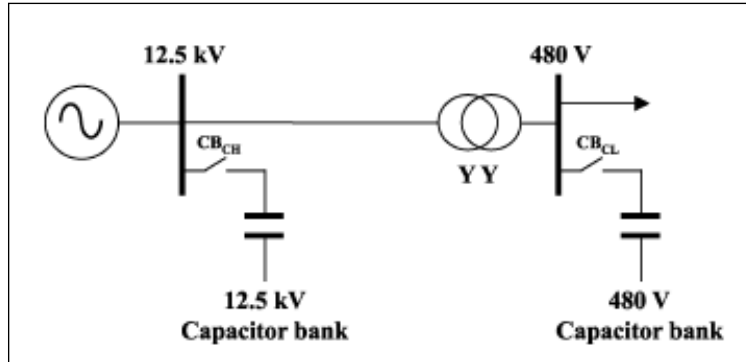 12.5 kV
480 V
CBCH
CBCL
Y Y
12.5 kV
Capacitor bank
480 V
Capacitor bank